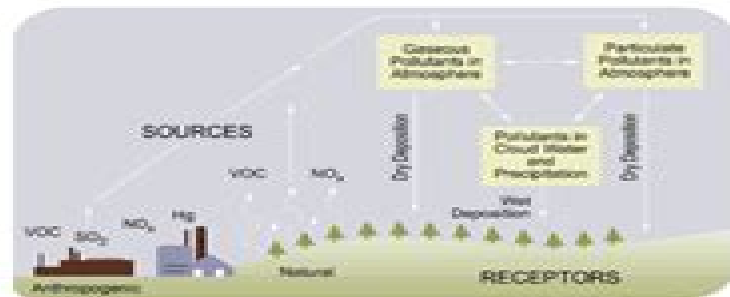 Gaseous
Pollutants in
Atmosphere
Particulate
Pollutants in
Atmosphere
SOURCES
Pollutants in
Cloud Water
and
Precipitation
Dry Deposition
Dry Deposition
VOC
NOx
Wet
Deposition
Hg
NOx
VOC
SO2
Natural
RECEPTORS
Anthropogenic